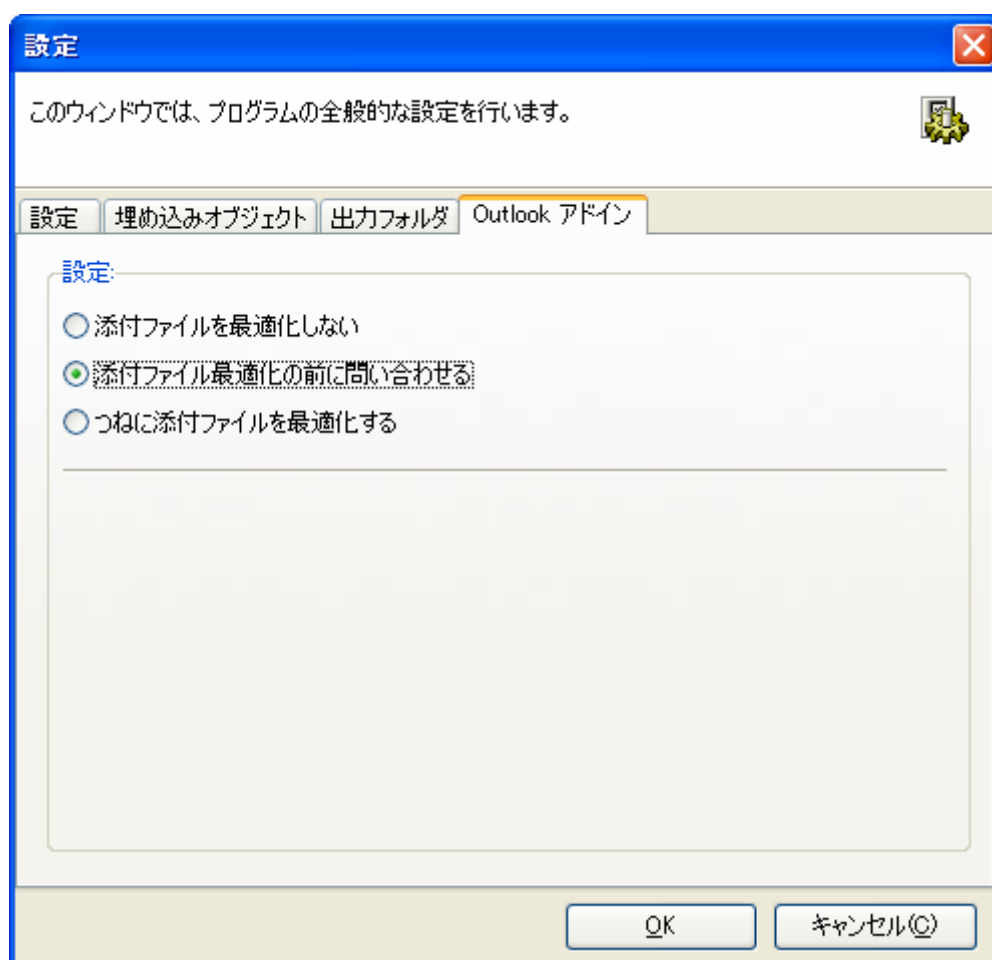 設定
このウィンドウでは、プログラムの全般的な設定を行います。
設定 埋め込みオブジェクト 出力フォルダ Outlook アドイン
設定:
添付ファイルを最適化しない
添付ファイル最適化の前に問い合わせる
つねに添付ファイルを最適化する
OK キャンセル(C)